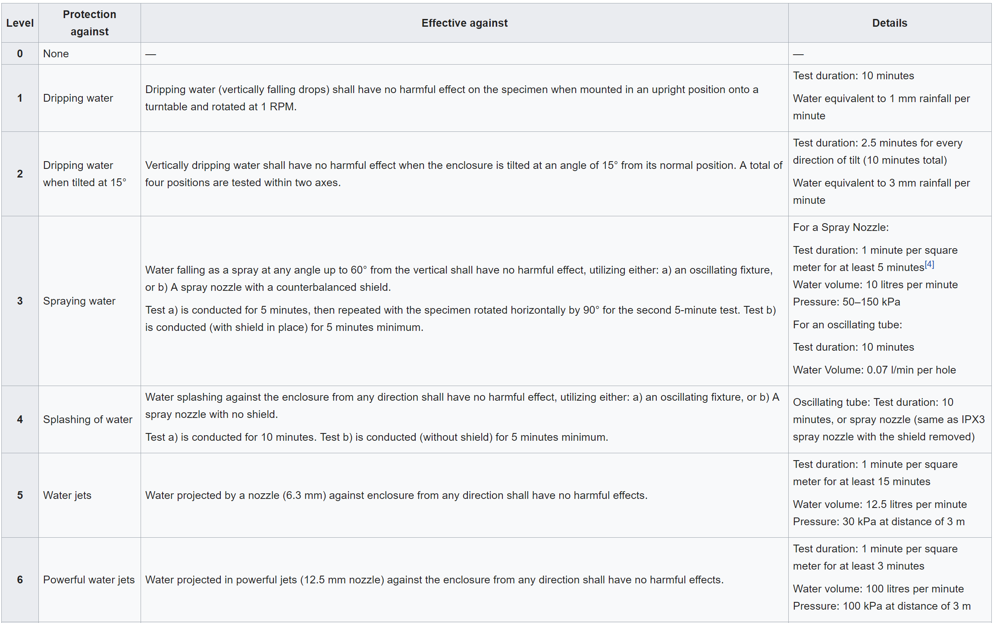 Level
Protection
against
Effective against
Details
0
None
—
—
1
Dripping water
Dripping water (vertically falling drops) shall have no harmful effect on the specimen when mounted in an upright position onto a
turntable and rotated at 1 RPM.
Test duration: 10 minutes
Water equivalent to 1 mm rainfall per
minute
2
Dripping water
when tilted at 15°
Vertically dripping water shall have no harmful effect when the enclosure is tilted at an angle of 15° from its normal position. A total of
four positions are tested within two axes.
Test duration: 2.5 minutes for every
direction of tilt (10 minutes total)
Water equivalent to 3 mm rainfall per
minute
3
Spraying water
Water falling as a spray at any angle up to 60° from the vertical shall have no harmful effect, utilizing either: a) an oscillating fixture,
or b) A spray nozzle with a counterbalanced shield.
Test a) is conducted for 5 minutes, then repeated with the specimen rotated horizontally by 90° for the second 5-minute test. Test b)
is conducted (with shield in place) for 5 minutes minimum.
For a Spray Nozzle:
Test duration: 1 minute per square
meter for at least 5 minutes[4]
Water volume: 10 litres per minute
Pressure: 50–150 kPa
For an oscillating tube:
Test duration: 10 minutes
Water Volume: 0.07 l/min per hole
4
Splashing of water
Water splashing against the enclosure from any direction shall have no harmful effect, utilizing either: a) an oscillating fixture, or b) A
spray nozzle with no shield.
Test a) is conducted for 10 minutes. Test b) is conducted (without shield) for 5 minutes minimum.
Oscillating tube: Test duration: 10
minutes, or spray nozzle (same as IPX3
spray nozzle with the shield removed)
5
Water jets
Water projected by a nozzle (6.3 mm) against enclosure from any direction shall have no harmful effects.
Test duration: 1 minute per square
meter for at least 15 minutes
Water volume: 12.5 litres per minute
Pressure: 30 kPa at distance of 3 m
6
Powerful water jets
Water projected in powerful jets (12.5 mm nozzle) against the enclosure from any direction shall have no harmful effects.
Test duration: 1 minute per square
meter for at least 3 minutes
Water volume: 100 litres per minute
Pressure: 100 kPa at distance of 3 m